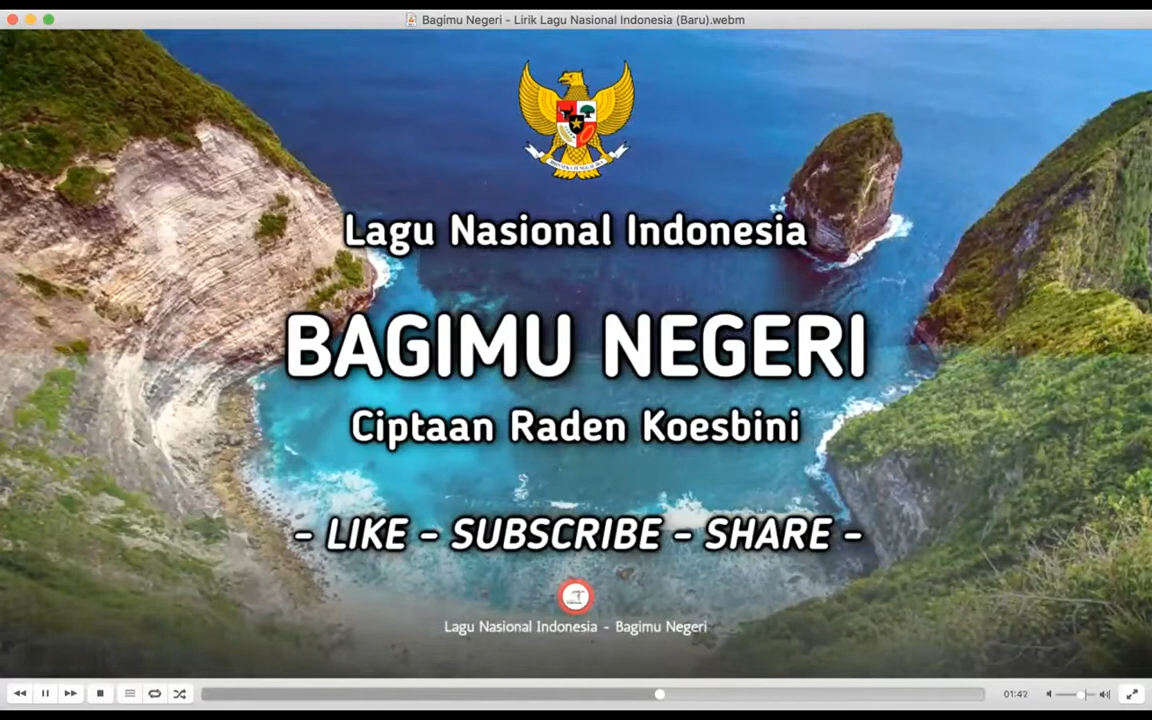 Bagimu Negeri - Lirik Lagu Nasional Indonesia (Baru).webm
Lagu Nasional Indonesia
BAGIMU NEGERI
Ciptaan Raden Koesbini
- LIKE - SUBSCRIBE - SHARE -
Lagu Nasional Indonesia - Bagimu Negeri
01:42